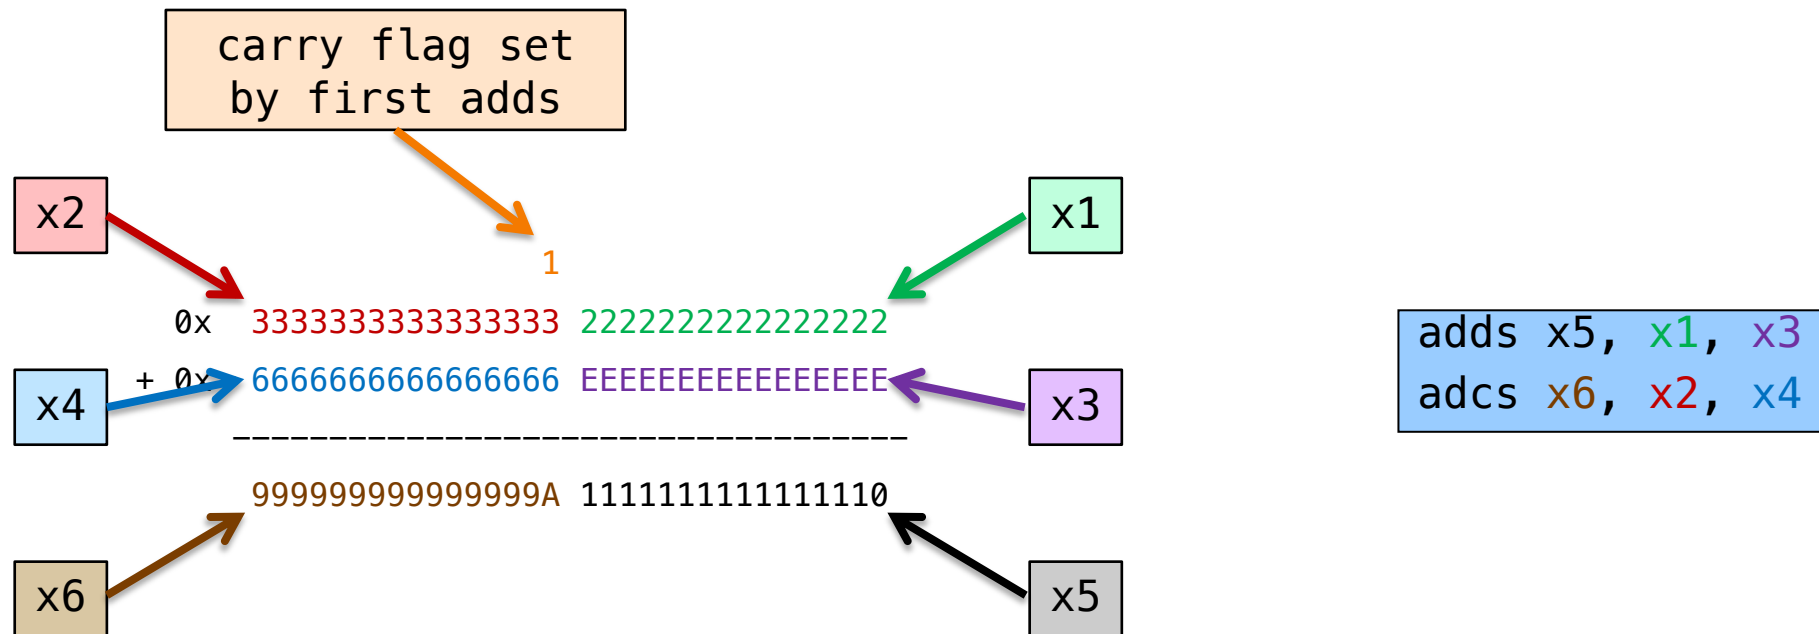 carry flag set
by first adds
x2
x1
1
0x 3333333333333333 2222222222222222
adds x5, x1, x3
+ 0x 6666666666666666 EEEEEEEEEEEEEEEE
adcs x6, x2, x4
x4
x3
-----------------------------------
999999999999999A 1111111111111110
x6
x5